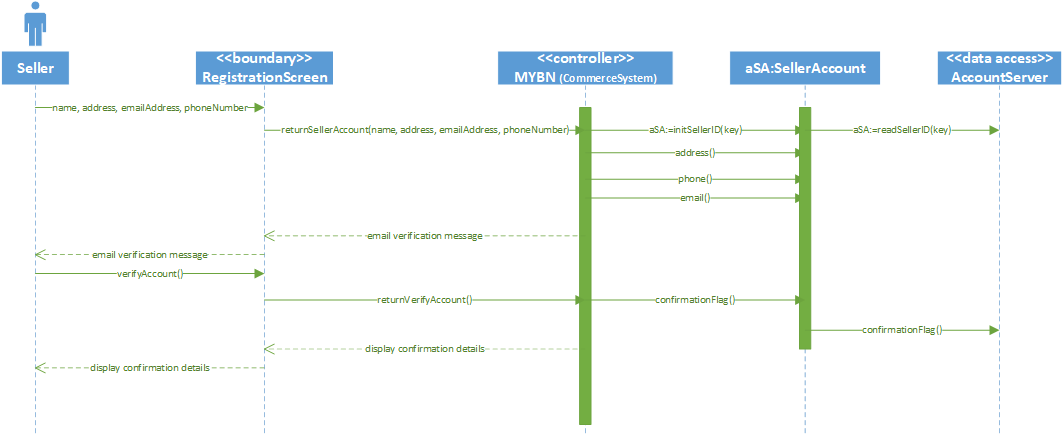 Seller
<<boundary>>
RegistrationScreen
<<controller>>
MYBN (CommerceSystem)
aSA:SellerAccount
<<data access>>
AccountServer
name, address, emailAddress, phoneNumber
returnSellerAccount(name, address, emailAddress, phoneNumber)
aSA:=initSellerID(key)
aSA:=readSellerID(key)
address()
phone()
email()
email verification message
email verification message
verifyAccount()
returnVerifyAccount()
confirmationFlag()
confirmationFlag()
display confirmation details
display confirmation details